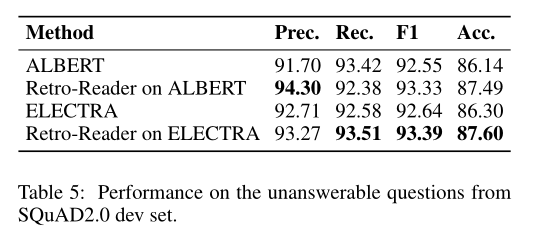 Method Prec. Rec. F1 Acc.
ALBERT 91.70 93.42 92.55 86.14
Retro-Reader on ALBERT 94.30 92.38 93.33 87.49
ELECTRA 92.71 92.58 92.64 86.30
Retro-Reader on ELECTRA 93.27 93.51 93.39 87.60
Table 5: Performance on the unanswerable questions from
SQuAD2.0 dev set.